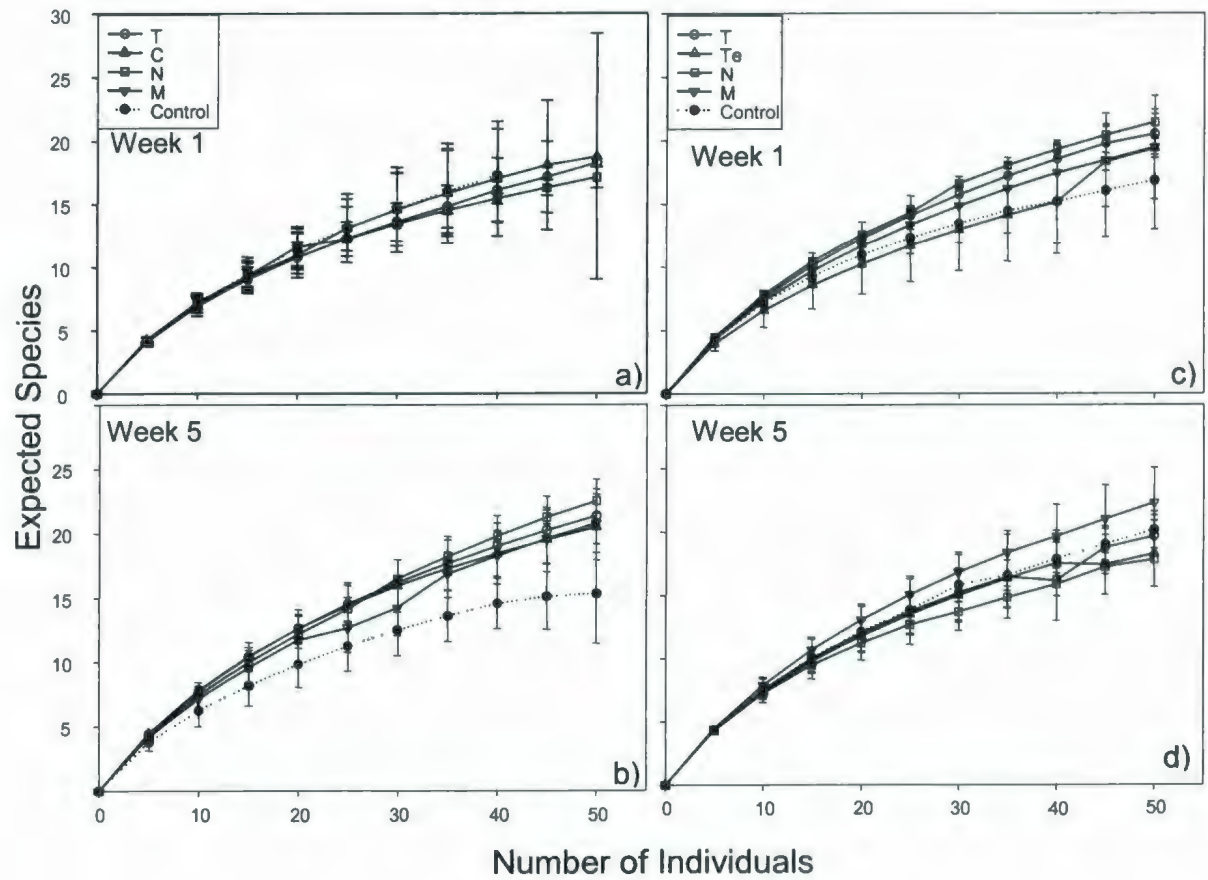 Expected Species
30
25
20
15
10
5
0
T
C
N
M
Control
Week 1
a)
T
Te
N
M
Control
Week 1
c)
Week 5
25
20
15
10
5
b)
0 10 20 30 40 50
Week 5
d)
0 10 20 30 40 50
Number of Individuals